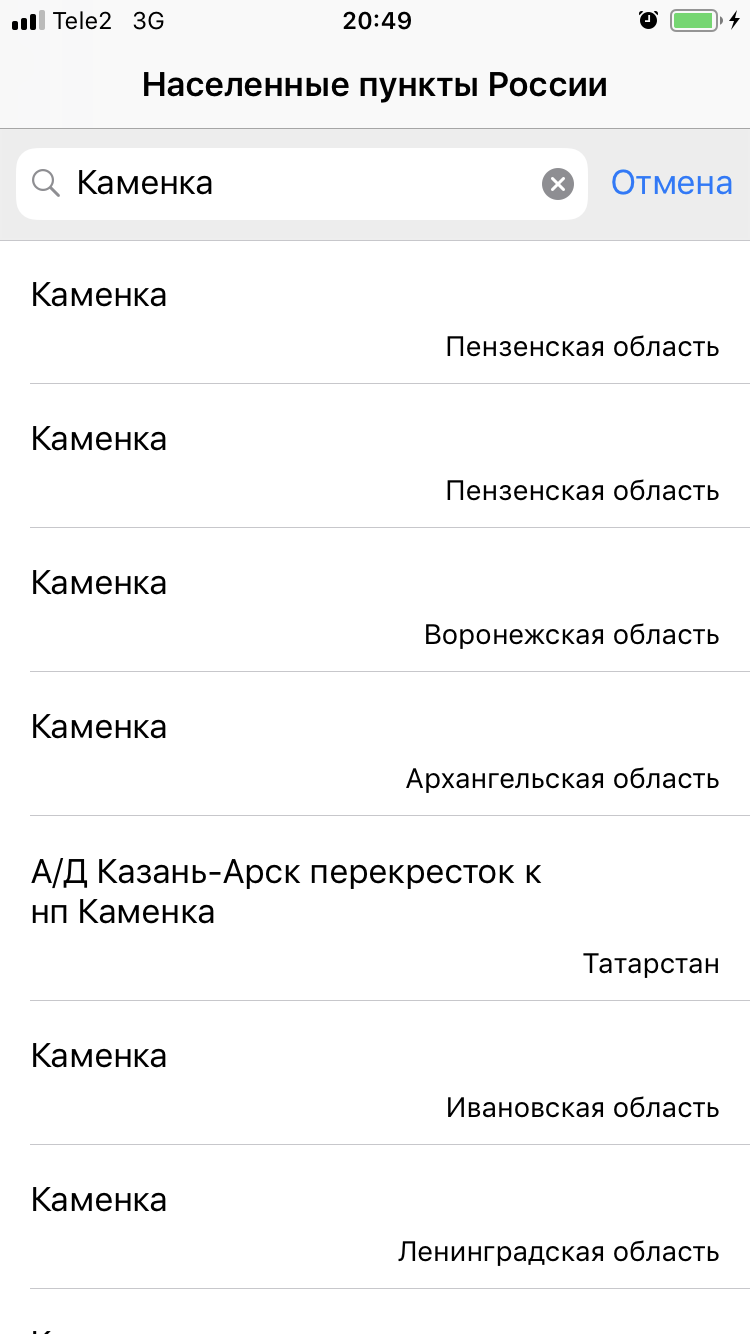 Tele2 3G 20:49
Населенные пункты России
Каменка Отмена
Каменка
Пензенская область
Каменка
Пензенская область
Каменка
Воронежская область
Каменка
Архангельская область
А/Д Казань-Арск перекресток к
нп Каменка
Татарстан
Каменка
Ивановская область
Каменка
Ленинградская область